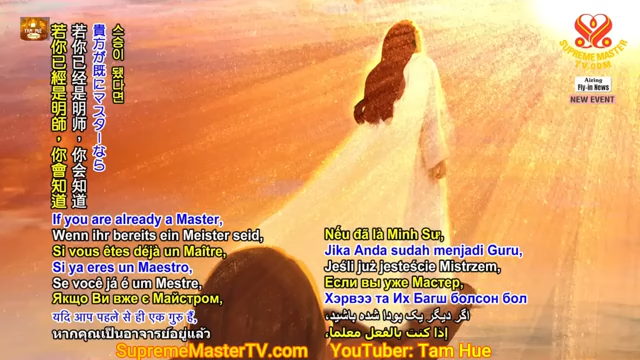 스승이 됐다면
貴方が既にマスターなら
若你已经是明师，你会知道
若你已經是明師，你會知道
If you are already a Master,
Wenn ihr bereits ein Meister seid,
Si vous êtes déjà un Maître,
Si ya eres un Maestro,
Se você já é um Mestre,
Якщо Ви вже є Майстром,
यदि आप पहले से ही एक गुरु हैं,
หากคุณเป็นอาจารย์อยู่แล้ว
Nếu đã là Minh Sư,
Jika Anda sudah menjadi Guru,
Jeśli już jesteście Mistrzem,
Если вы уже Мастер,
Хэрвээ та Их Багш болсон бол
اگر دیگر یک بودا شده باشید،
إذا كنت بالفعل معلما،
SUPREME MASTER
TV.COM
Airing
Fly-in News
NEW EVENT
SupremeMasterTV.com
YouTuber: Tam Hue